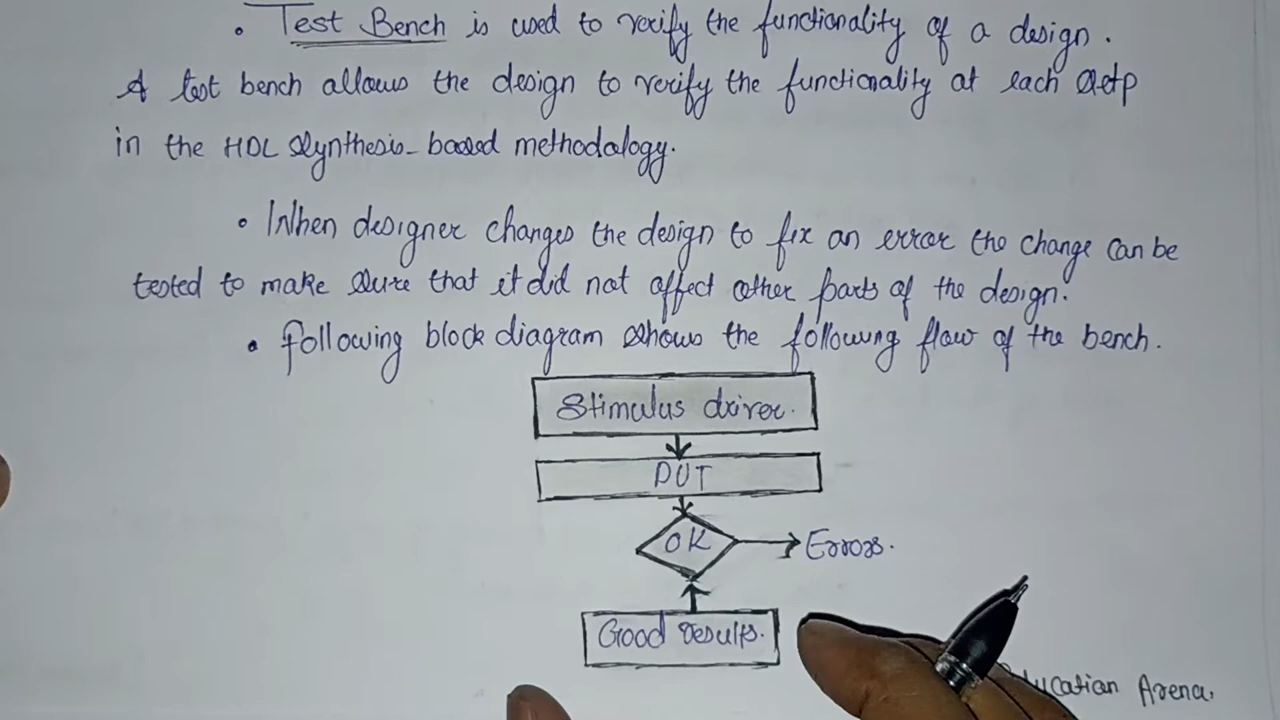 • Test Bench is used to verify the functionality of a design.
A test bench allows the design to verify the functionality at each setp
in the HDL synthesis-based methodalogy.
• When designer changes the design to fix an error the change can be
tested to make sure that it did not affect other parts of the design.
• following block diagram shows the following flow of the bench.
Stimulus driver.
DUT
OK
Errors.
Good results.
Arena.